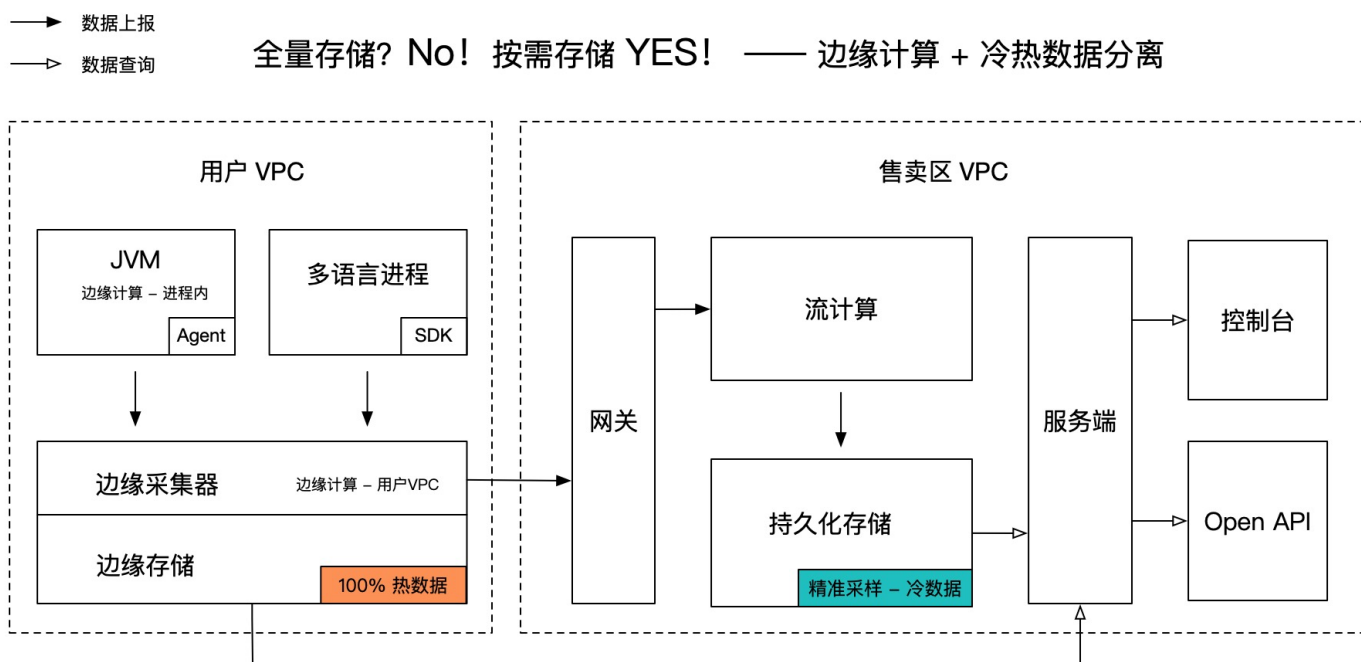 数据上报
数据查询
全量存储? No! 按需存储 YES! —— 边缘计算 + 冷热数据分离
用户 VPC
JVM
边缘计算 – 进程内
Agent
多语言进程
SDK
边缘采集器
边缘计算 – 用户VPC
边缘存储
100% 热数据
售卖区 VPC
网关
流计算
持久化存储
精准采样 – 冷数据
服务端
控制台
Open API